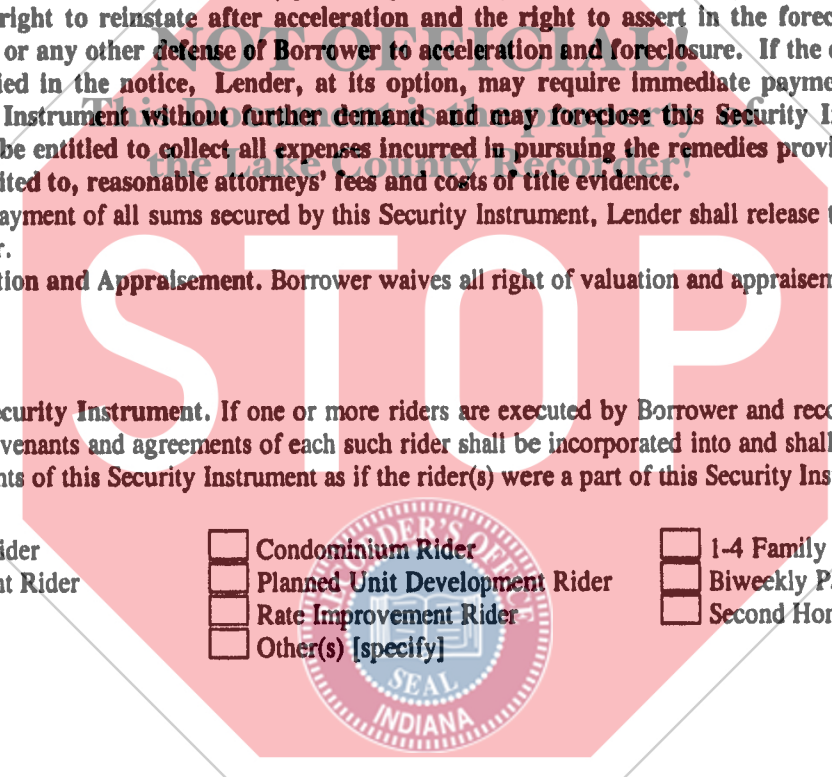 right to reinstate after acceleration and the right to assert in the forec
NOT OFFICIAL!
or any other defense of Borrower to acceleration and foreclosure. If the
ied in the notice, Lender, at its option, may require immediate payme
This Document is the property of
Instrument without further demand and may foreclose this Security I
be entitled to collect all expenses incurred in pursuing the remedies provi
the Lake County Recorder!
ited to, reasonable attorneys' fees and costs of title evidence.
ayment of all sums secured by this Security Instrument, Lender shall release
r.
STOP
tion and Appraisement. Borrower waives all right of valuation and appraisem
ecurity Instrument. If one or more riders are executed by Borrower and reco
venants and agreements of each such rider shall be incorporated into and shall
nts of this Security Instrument as if the rider(s) were a part of this Security Ins
ider Condominium Rider 1-4 Family
nt Rider Planned Unit Development Rider Biweekly P
Rate Improvement Rider Second Hom
Other(s) [specify]
RECORDER'S OFFICE
SEAL
INDIANA